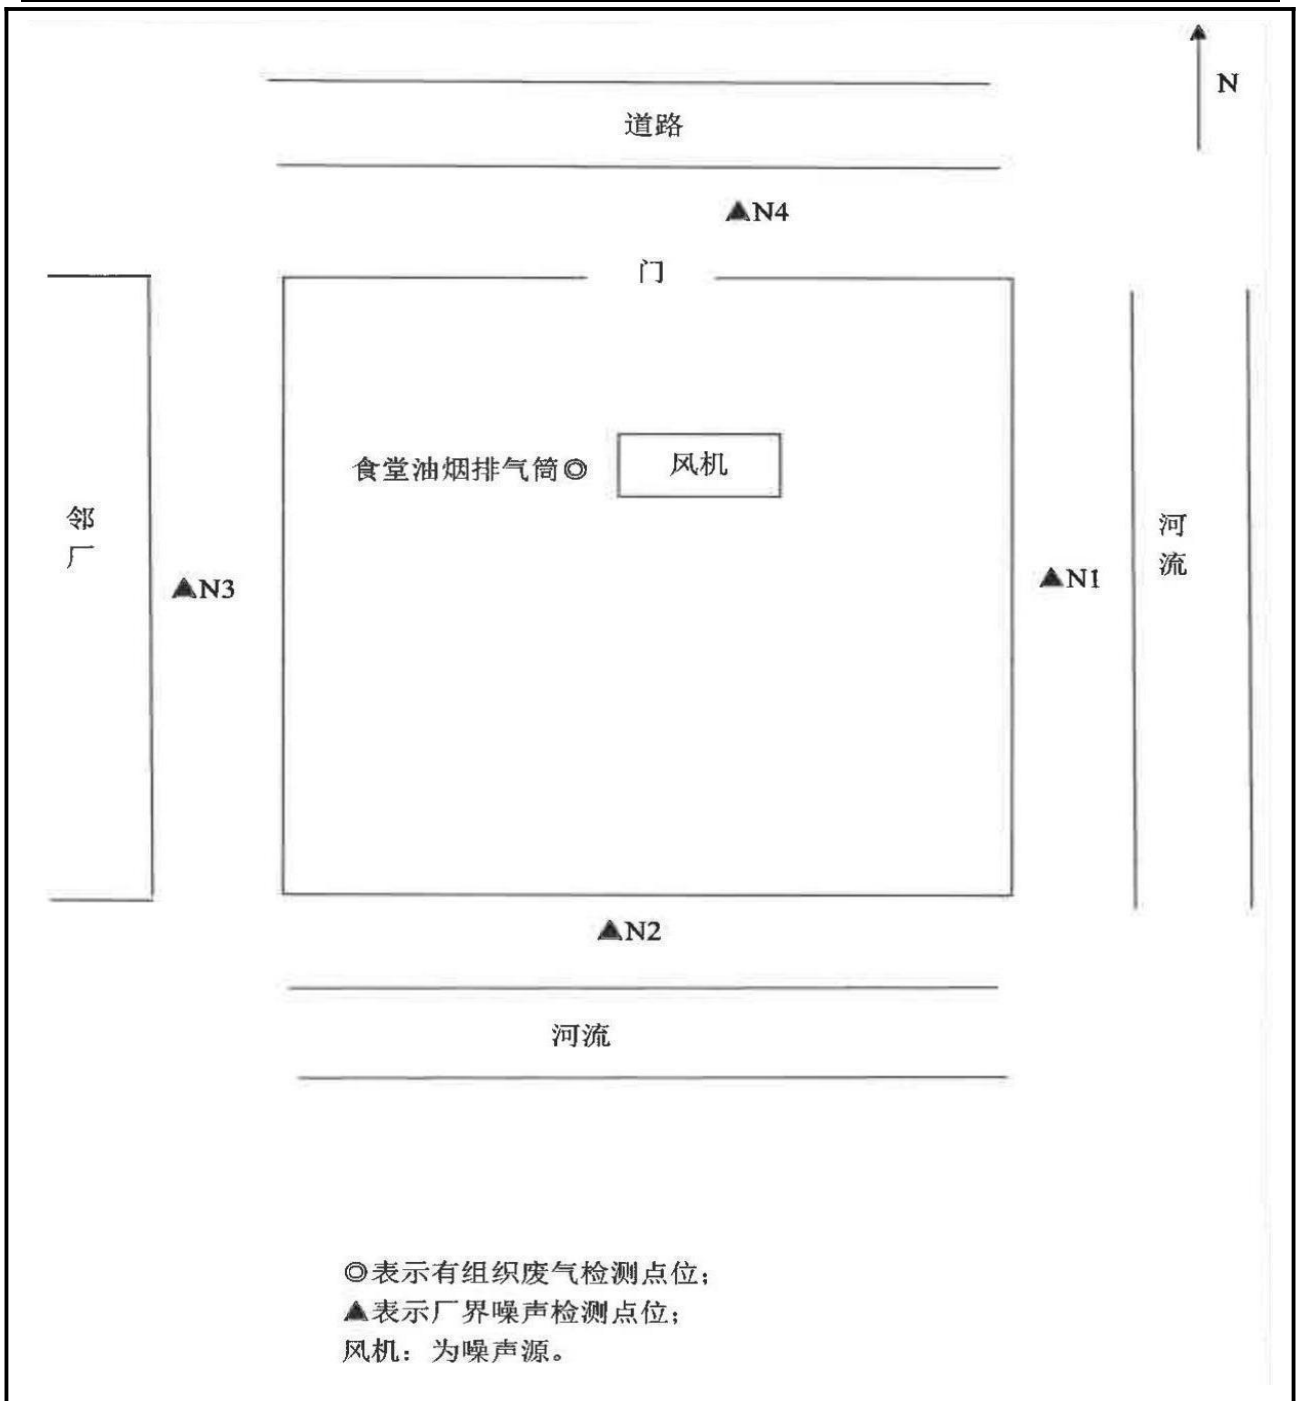 N
道路
▲N4
门
食堂油烟排气筒◎
风机
邻
厂
河
流
▲N3
▲N1
▲N2
河流
◎表示有组织废气检测点位；
▲表示厂界噪声检测点位；
风机：为噪声源。